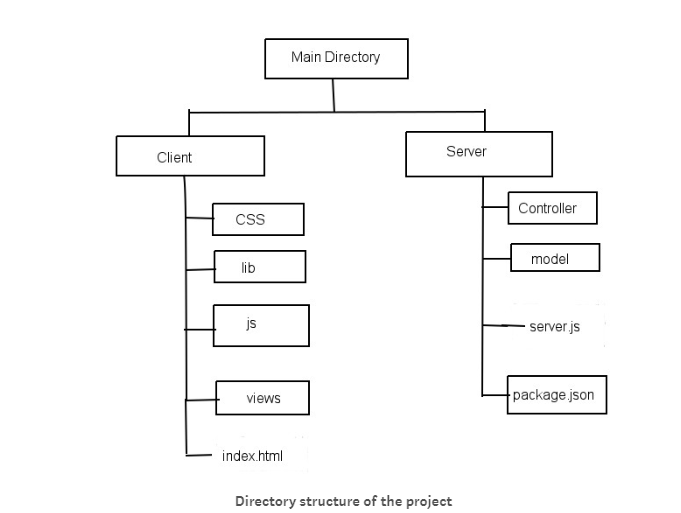 Main Directory
Client
Server
CSS
Controller
lib
model
js
server.js
views
package.json
index.html
Directory structure of the project